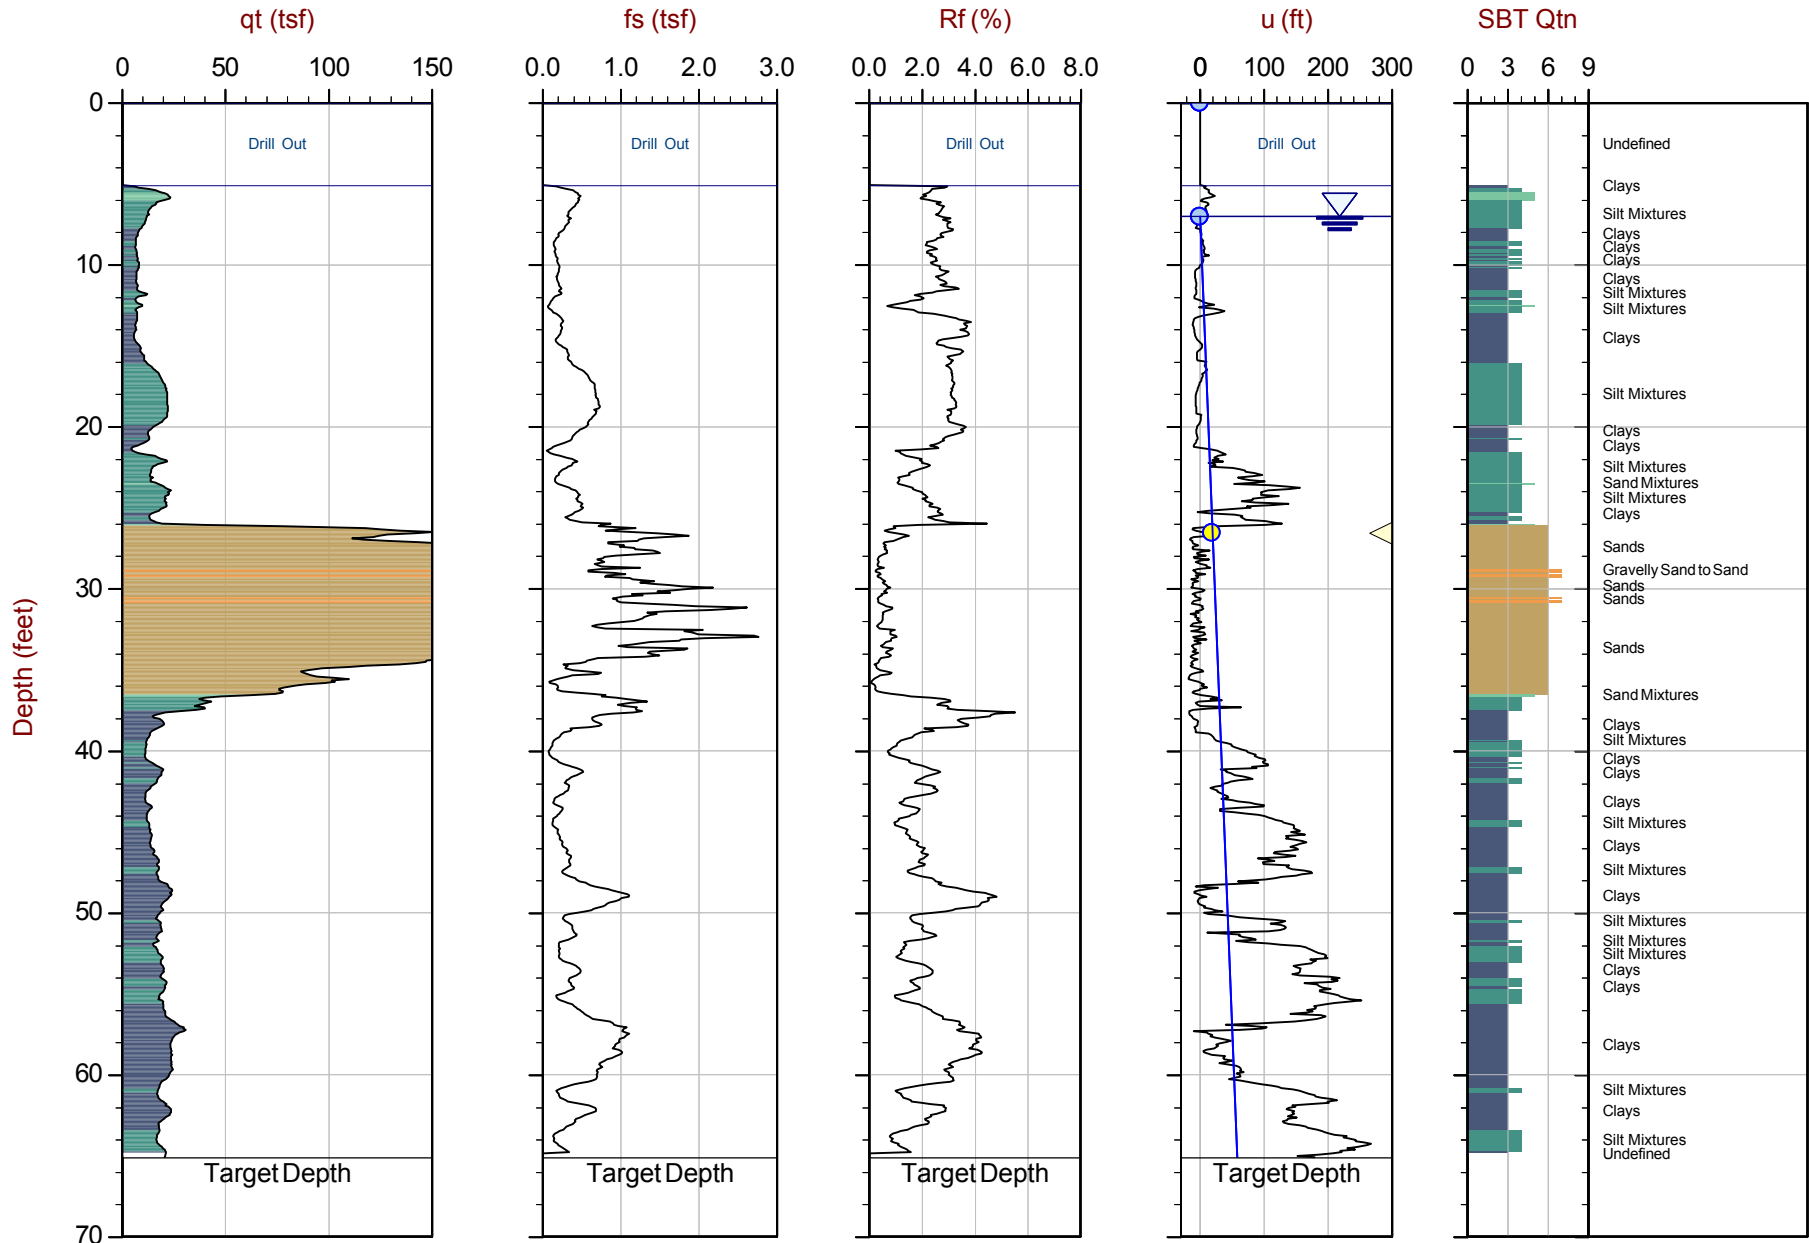 qt (tsf) fs (tsf) Rf (%) u (ft) SBT Qtn
0 50 100 150 0.0 1.0 2.0 3.0 0.0 2.0 4.0 6.0 8.0 0 100 200 300 0 3 6 9
0
Drill Out Drill Out Drill Out Drill Out Undefined
Clays
Silt Mixtures
Clays
Clays
Clays
10
Clays
Silt Mixtures
Silt Mixtures
Clays
Silt Mixtures
20
Clays
Clays
Silt Mixtures
Sand Mixtures
Silt Mixtures
Clays
Sands
Gravelly Sand to Sand
Sands
30
Sands
Sands
Depth (feet)
Sand Mixtures
Clays
Silt Mixtures
40
Clays
Clays
Clays
Silt Mixtures
Clays
Silt Mixtures
Clays
50
Silt Mixtures
Silt Mixtures
Silt Mixtures
Clays
Clays
Clays
60
Silt Mixtures
Clays
Silt Mixtures
Undefined
Target Depth Target Depth Target Depth Target Depth
70